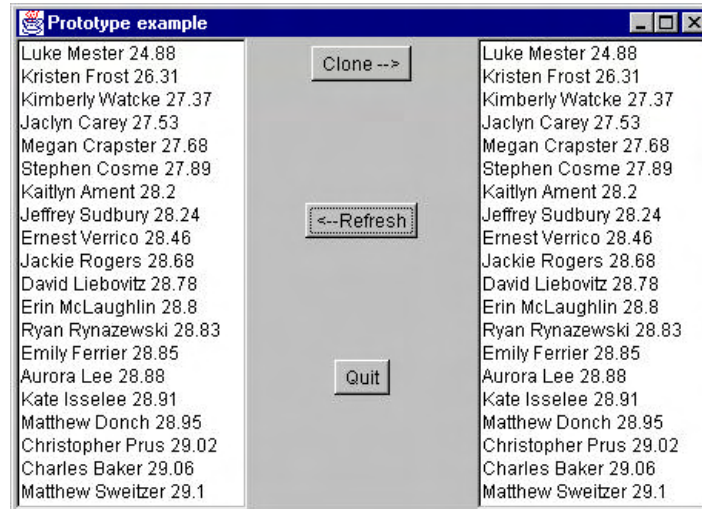 Prototype example
Luke Mester 24.88
Kristen Frost 26.31
Kimberly Watcke 27.37
Jaclyn Carey 27.53
Megan Crapster 27.68
Stephen Cosme 27.89
Kaitlyn Ament 28.2
Jeffrey Sudbury 28.24
Ernest Verrico 28.46
Jackie Rogers 28.68
David Liebovitz 28.78
Erin McLaughlin 28.8
Ryan Rynazewski 28.83
Emily Ferrier 28.85
Aurora Lee 28.88
Kate Isselee 28.91
Matthew Donch 28.95
Christopher Prus 29.02
Charles Baker 29.06
Matthew Sweitzer 29.1
Clone -->
<--Refresh
Quit
Luke Mester 24.88
Kristen Frost 26.31
Kimberly Watcke 27.37
Jaclyn Carey 27.53
Megan Crapster 27.68
Stephen Cosme 27.89
Kaitlyn Ament 28.2
Jeffrey Sudbury 28.24
Ernest Verrico 28.46
Jackie Rogers 28.68
David Liebovitz 28.78
Erin McLaughlin 28.8
Ryan Rynazewski 28.83
Emily Ferrier 28.85
Aurora Lee 28.88
Kate Isselee 28.91
Matthew Donch 28.95
Christopher Prus 29.02
Charles Baker 29.06
Matthew Sweitzer 29.1